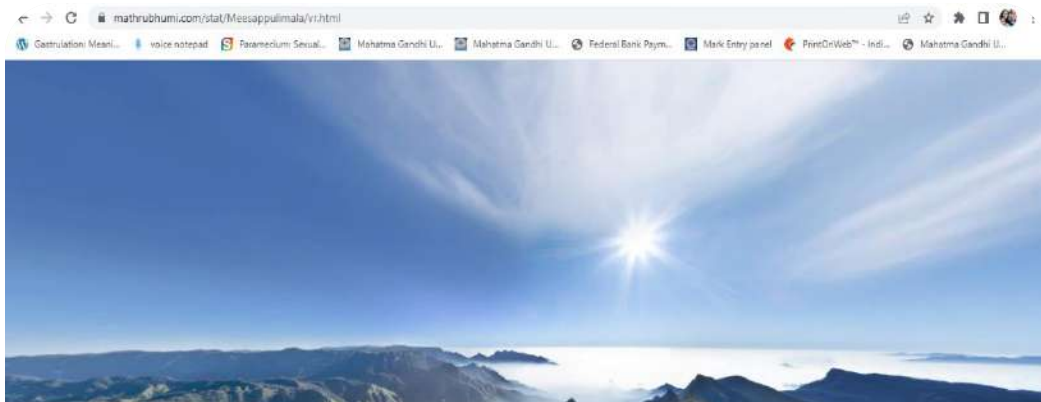 mathrubhumi.com/stat/Meesappulimala/vr.html
Gastrulation: Meani... voice notepad Paramecium: Sexual... Mahatma Gandhi U... Mahatma Gandhi U... Federal Bank Paym... Mark Entry panel PrintOnWeb™ - Indi... Mahatma Gandhi U...